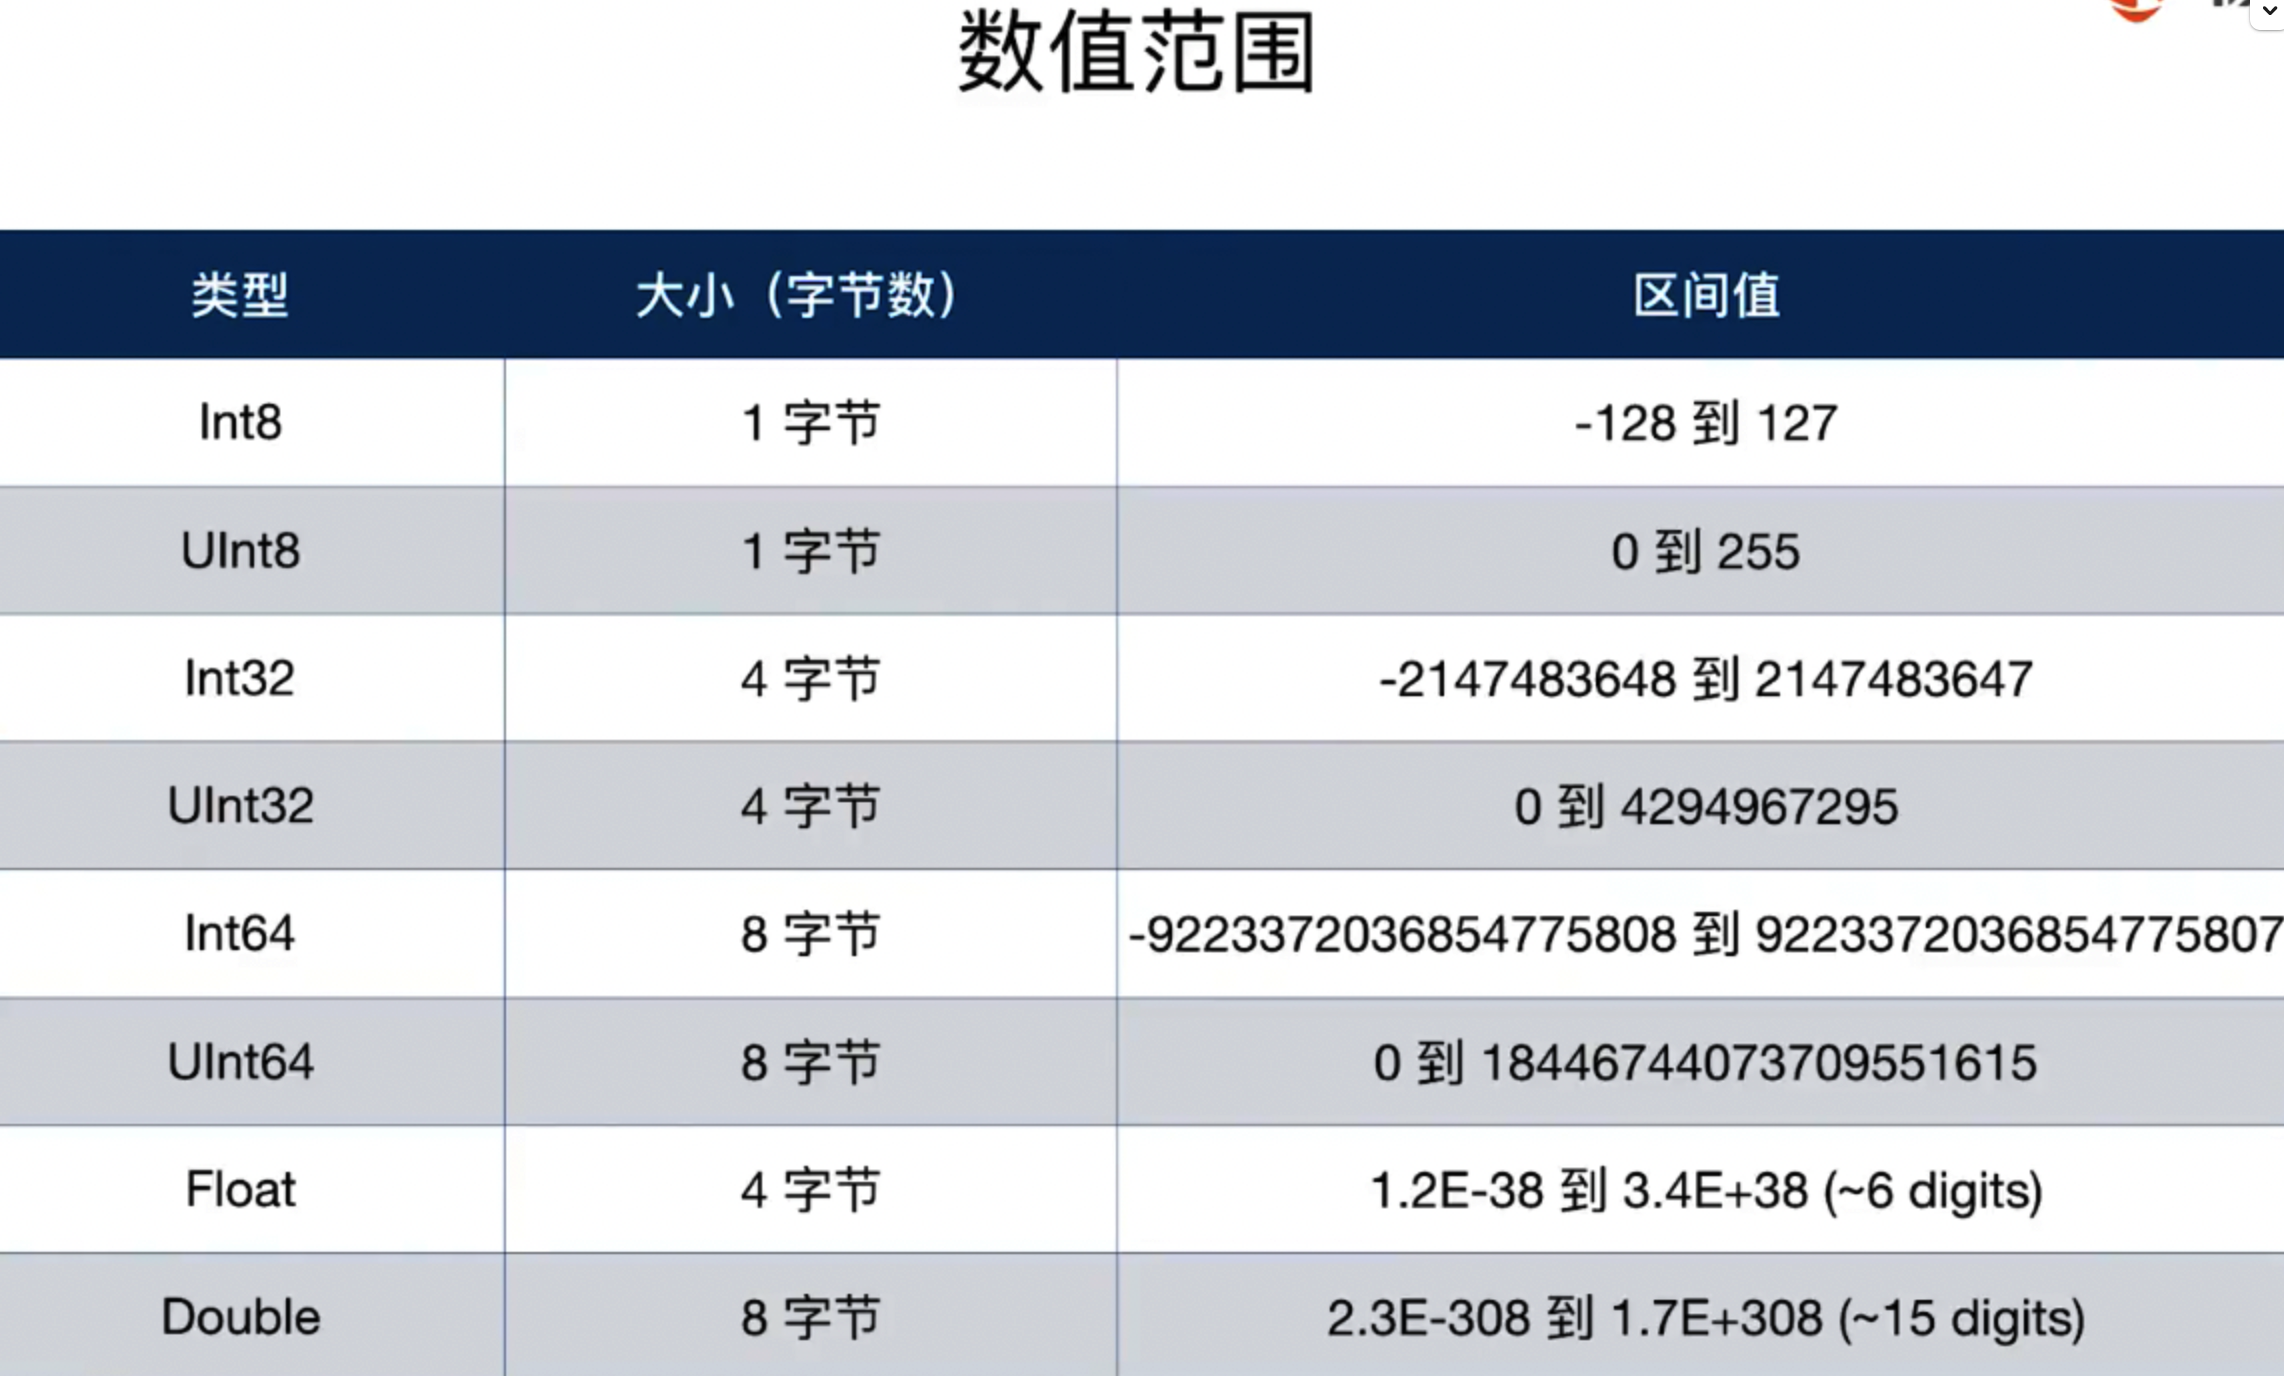 数值范围
类型 大小（字节数） 区间值
Int8 1 字节 -128 到 127
UInt8 1 字节 0 到 255
Int32 4 字节 -2147483648 到 2147483647
UInt32 4 字节 0 到 4294967295
Int64 8 字节 -9223372036854775808 到 9223372036854775807
UInt64 8 字节 0 到 18446744073709551615
Float 4 字节 1.2E-38 到 3.4E+38 (~6 digits)
Double 8 字节 2.3E-308 到 1.7E+308 (~15 digits)